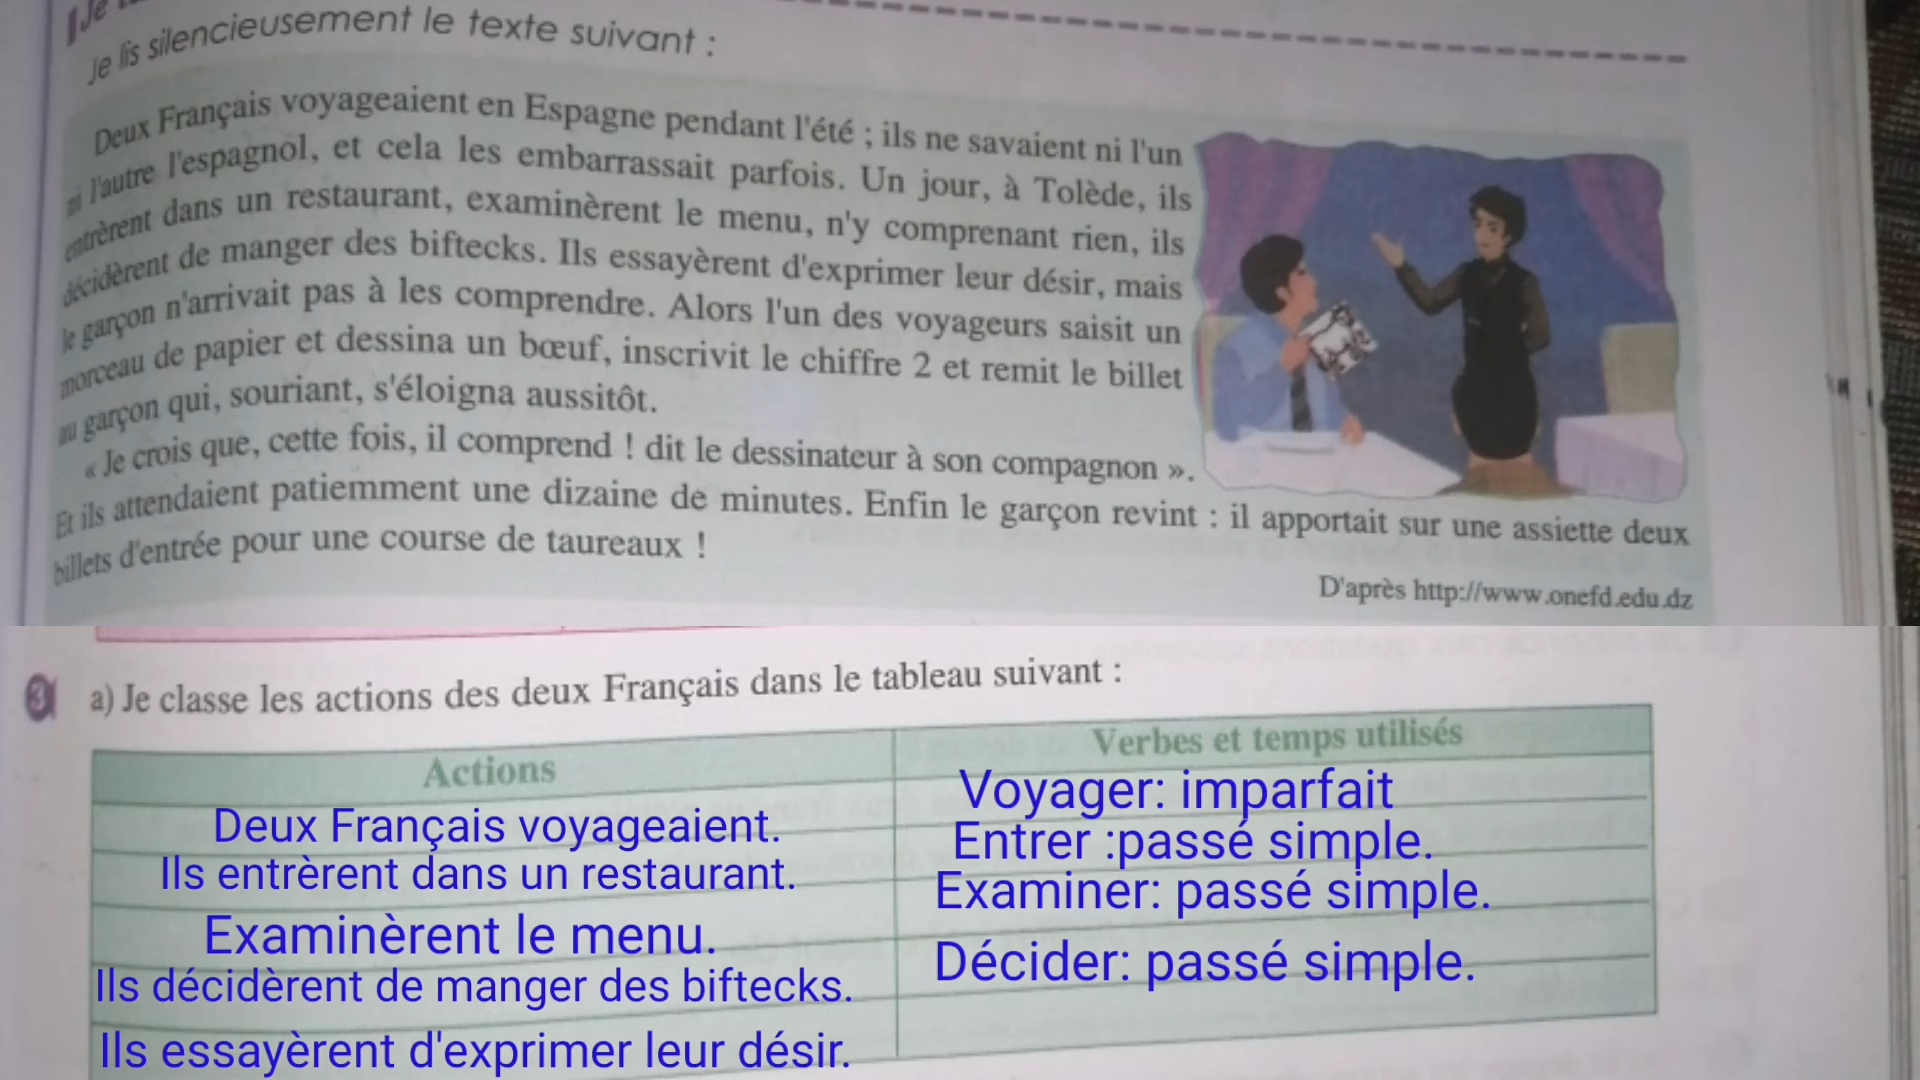 Je lis silencieusement le texte suivant :
Deux Français voyageaient en Espagne pendant l'été ; ils ne savaient ni l'un
ni l'autre l'espagnol, et cela les embarrassait parfois. Un jour, à Tolède, ils
entrèrent dans un restaurant, examinèrent le menu, n'y comprenant rien, ils
décidèrent de manger des biftecks. Ils essayèrent d'exprimer leur désir, mais
le garçon n'arrivait pas à les comprendre. Alors l'un des voyageurs saisit un
morceau de papier et dessina un bœuf, inscrivit le chiffre 2 et remit le billet
au garçon qui, souriant, s'éloigna aussitôt.
« Je crois que, cette fois, il comprend ! dit le dessinateur à son compagnon ».
Et ils attendaient patiemment une dizaine de minutes. Enfin le garçon revint : il apportait sur une assiette deux
billets d'entrée pour une course de taureaux !
D'après http://www.onefd.edu.dz
3 a) Je classe les actions des deux Français dans le tableau suivant :
Actions
Verbes et temps utilisés
Deux Français voyageaient.
Voyager: imparfait
Ils entrèrent dans un restaurant.
Entrer :passé simple.
Examinèrent le menu.
Examiner: passé simple.
Ils décidèrent de manger des biftecks.
Décider: passé simple.
Ils essayèrent d'exprimer leur désir.